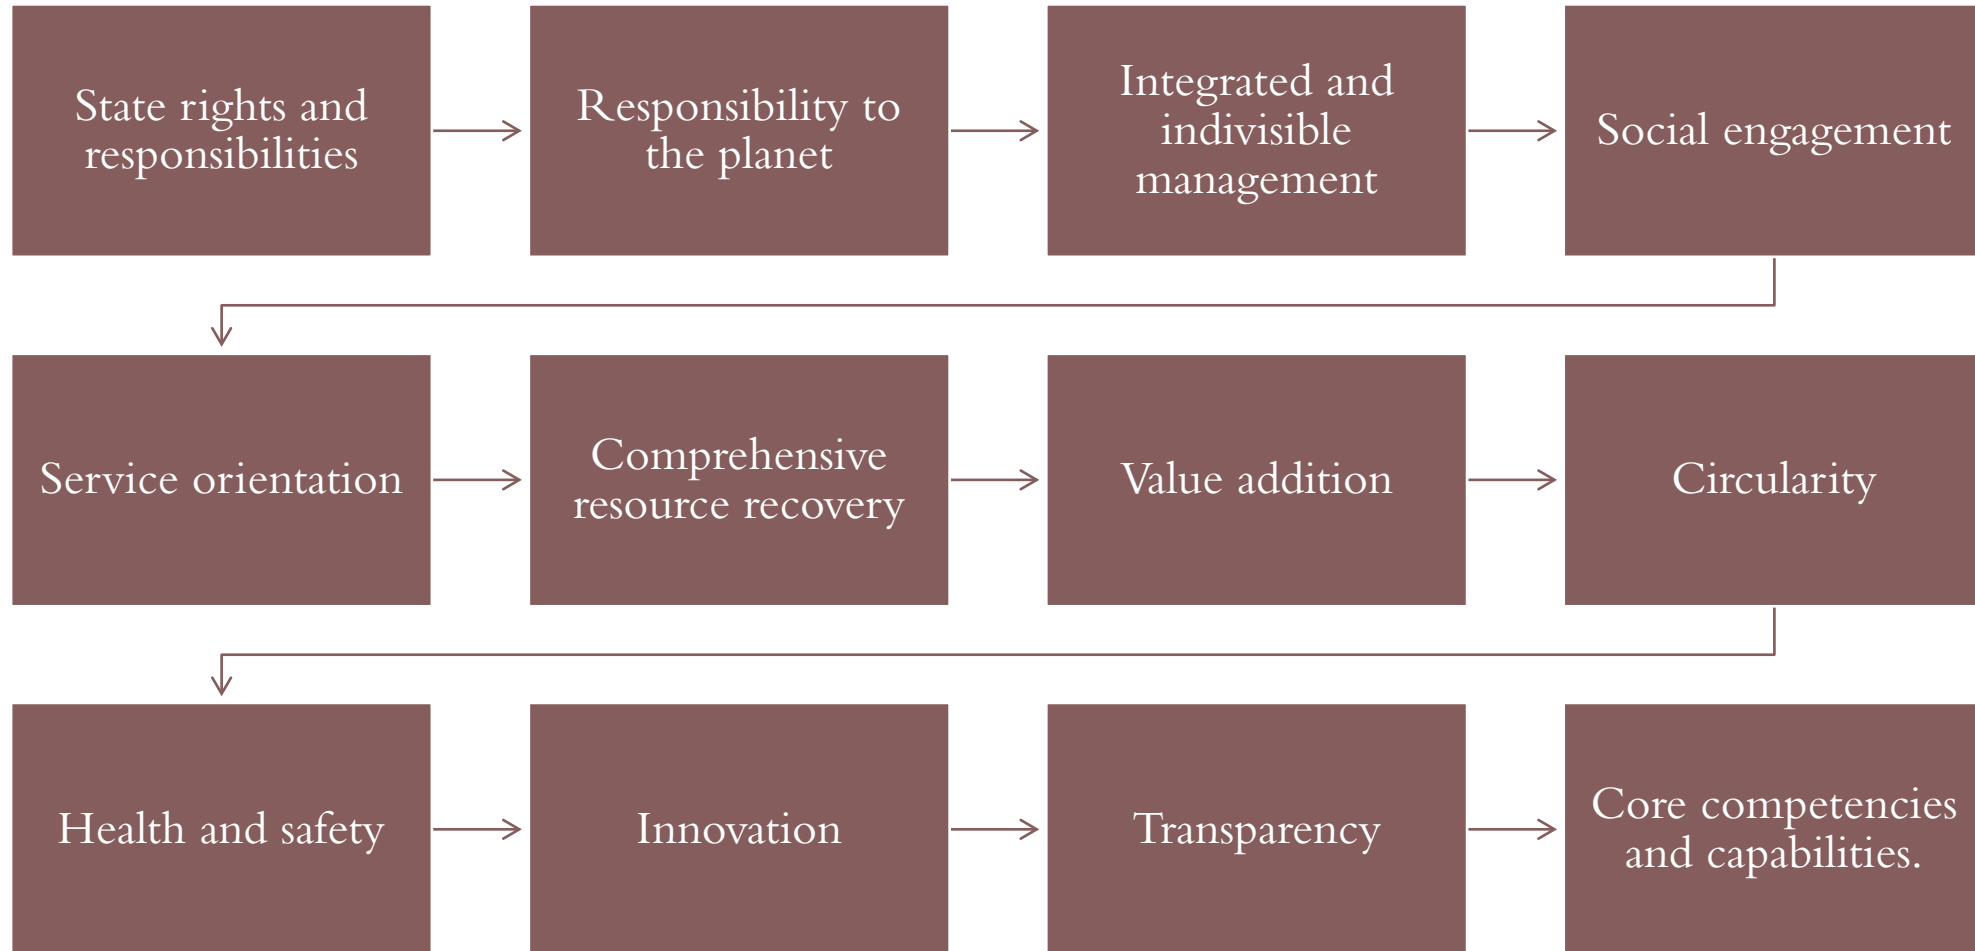 State rights and
responsibilities
Responsibility to
the planet
Integrated and
indivisible
management
Social engagement
Service orientation
Comprehensive
resource recovery
Value addition
Circularity
Health and safety
Innovation
Transparency
Core competencies
and capabilities.